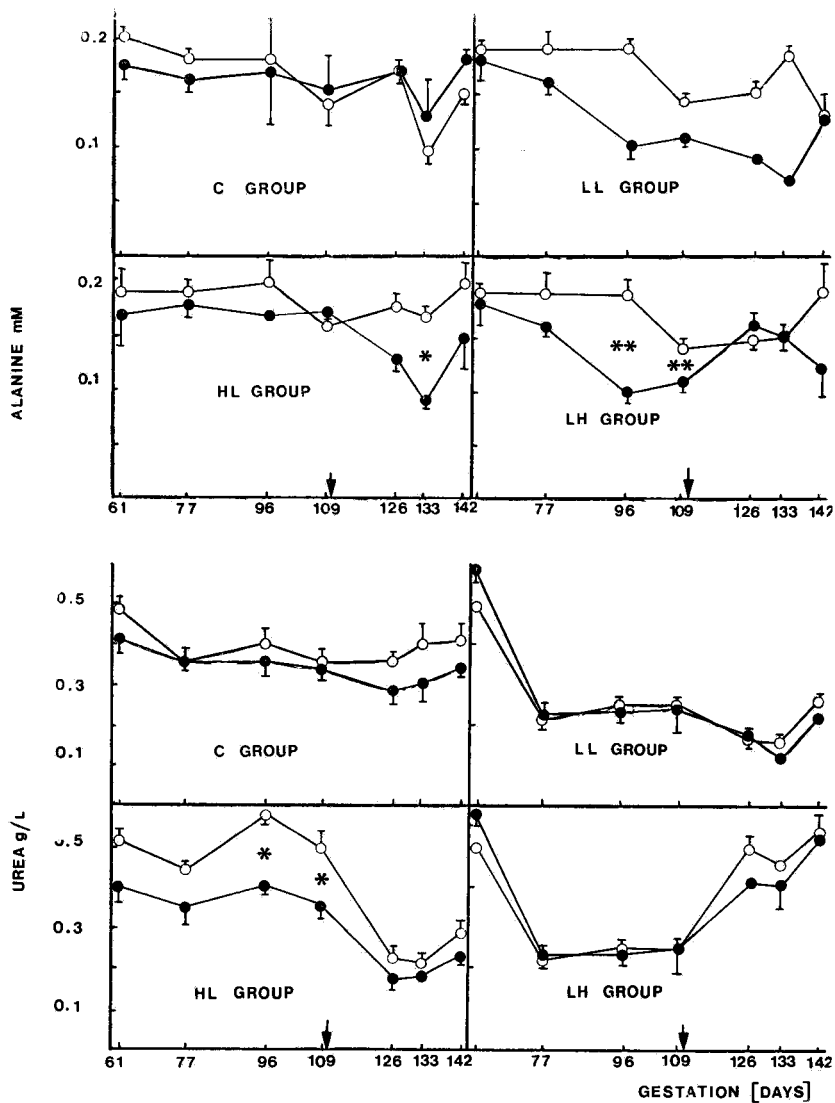 0.2
0.1
C GROUP
LL GROUP
ALANINE mM
0.2
0.1
*
**
**
HL GROUP
LH GROUP
61 77 96 109 126 133 142
77 96 109 126 133 142
0.5
0.3
0.1
C GROUP
LL GROUP
UREA g/L
0.5
0.3
0.1
*
*
HL GROUP
LH GROUP
61 77 96 109 126 133 142
77 96 109 126 133 142
GESTATION [DAYS]